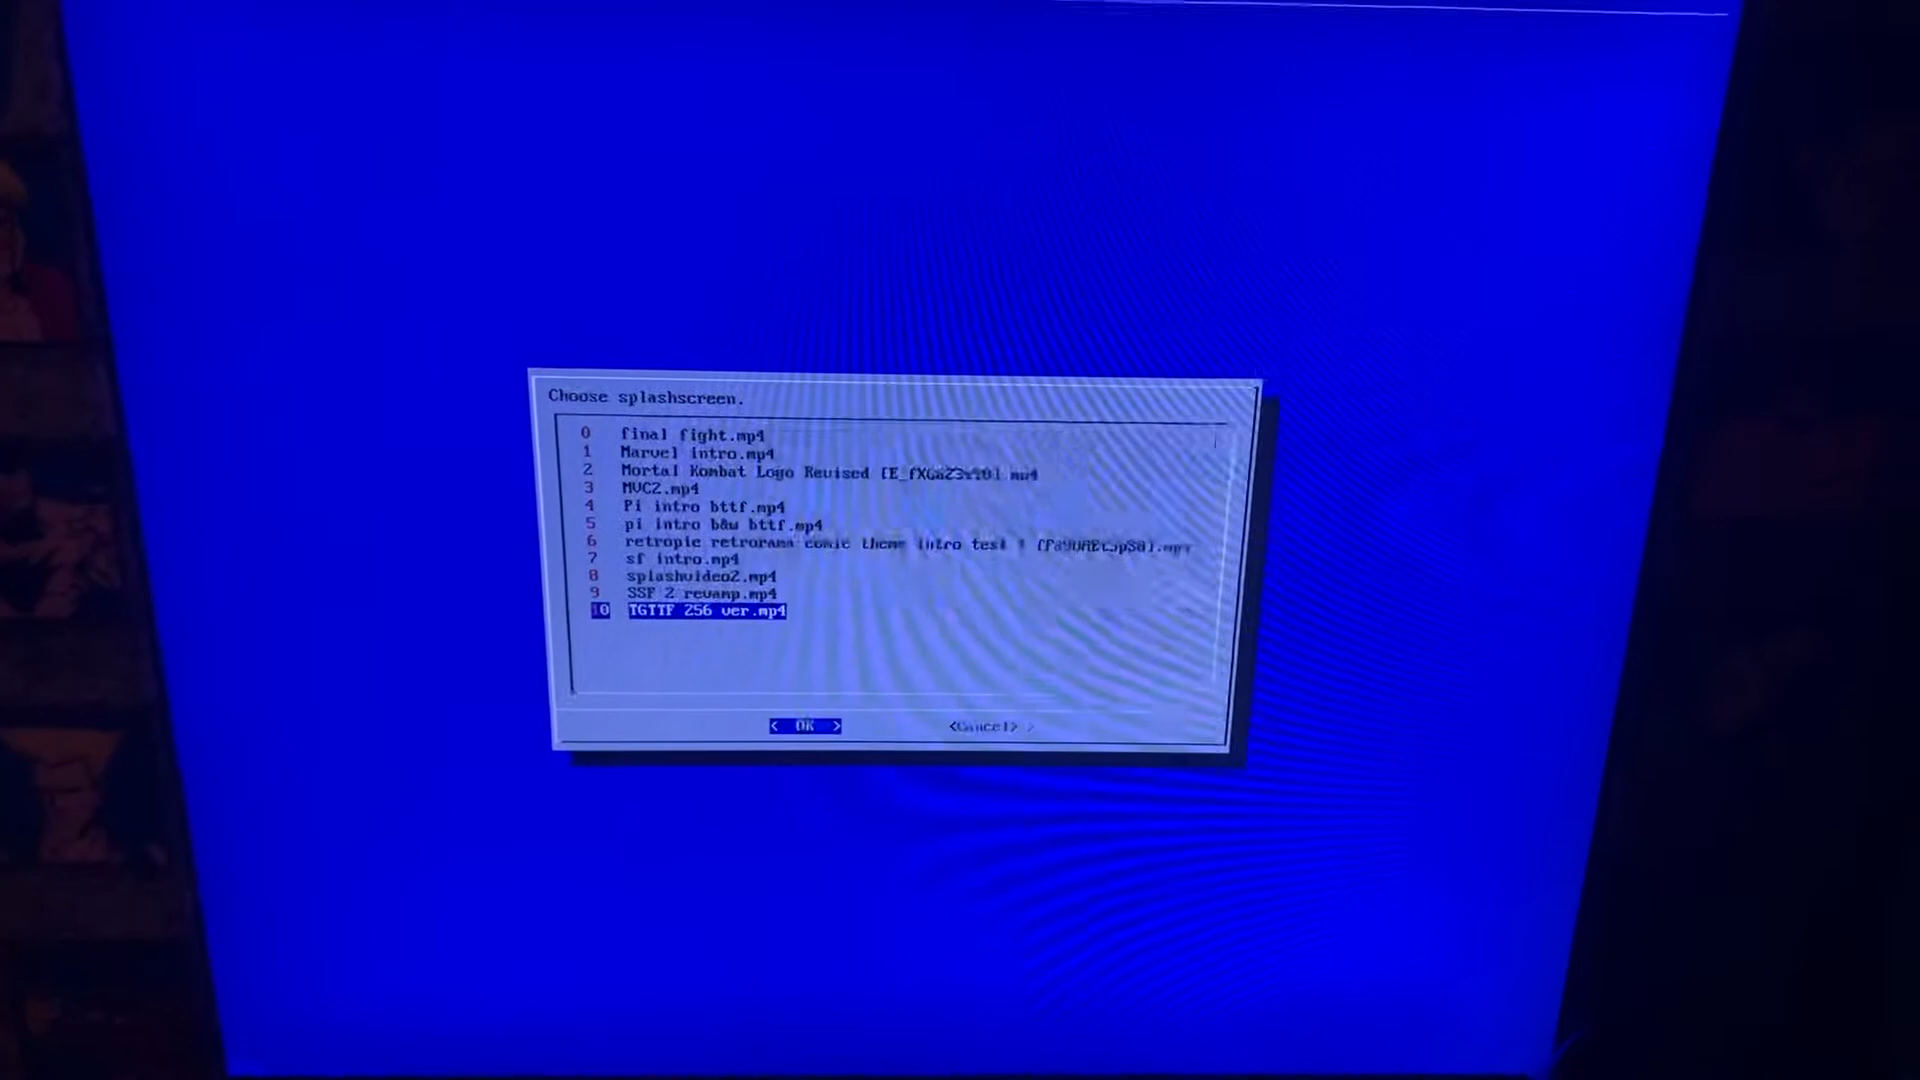 Choose splashscreen.
0 final fight.mp4
1 Marvel intro.mp4
2 Mortal Kombat Logo Revised
3 MVC2.mp4
4 Pi intro bttf.mp4
5 pi intro b&w bttf.mp4
6 retropie retrorama comic theme intro test
7 sf intro.mp4
8 splashvideo2.mp4
9 SSF 2 revamp.mp4
10 TGTTF 256 ver.mp4
< OK > <Cancel>